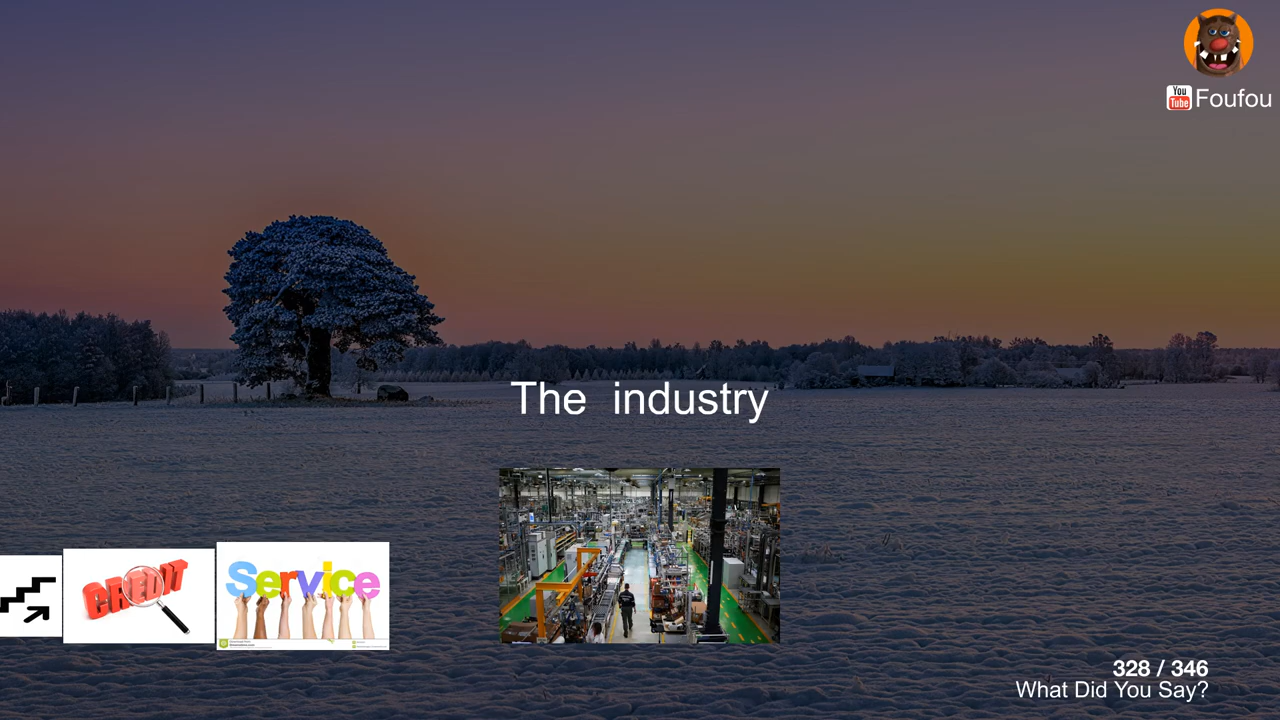 You
Tube
Foufou
The industry
CREDIT
Service
328 / 346
What Did You Say?